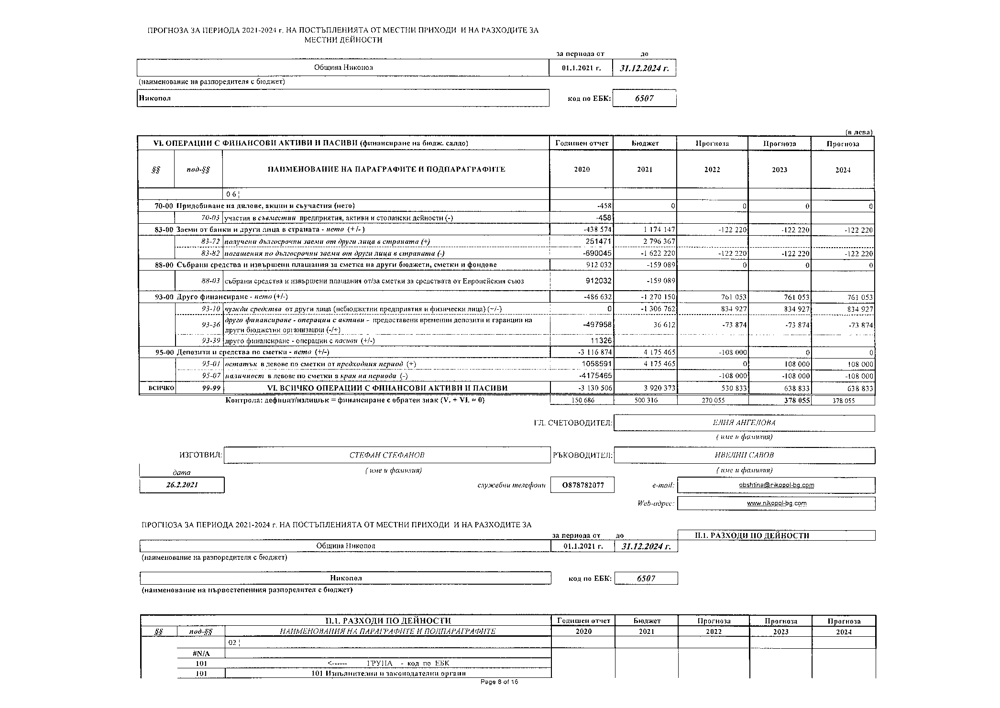 ПРОГНОЗА ЗА ПЕРИОДА 2021-2024 г. НА ПОСТЪПЛЕНИЯТА ОТ МЕСТНИ ПРИХОДИ И НА РАЗХОДИТЕ ЗА
МЕСТНИ ДЕЙНОСТИ
за периода от до
Община Никопол 01.1.2021 г. 31.12.2024 г.
(наименование на разпоредителя с бюджет)
Никопол код по ЕБК: 6507
(в лева)
VI. ОПЕРАЦИИ С ФИНАНСОВИ АКТИВИ И ПАСИВИ (финансиране на бюдж. салдо) Годишен отчет Бюджет Прогноза Прогноза Прогноза
§§ под-§§ НАИМЕНОВАНИЕ НА ПАРАГРАФИТЕ И ПОДПАРАГРАФИТЕ 2020 2021 2022 2023 2024
0 6 ¦
70-00 Придобиване на дялове, акции и съучастия (нето) -458 0 0 0 0
70-03 участия в съвместни предприятия, активи и стопански дейности (-) -458
83-00 Заеми от банки и други лица в страната - нето (+/-) -438 574 1 174 147 -122 220 -122 220 -122 220
83-72 получени дългосрочни заеми от други лица в страната (+) 251471 2 796 367
83-82 погашения по дългосрочни заеми от други лица в страната (-) -690045 -1 622 220 -122 220 -122 220 -122 220
88-00 Събрани средства и извършени плащания за сметка на други бюджети, сметки и фондове 912 032 -159 089 0 0 0
88-03 събрани средства и извършени плащания от/за сметки за средствата от Европейския съюз 912032 -159 089
93-00 Друго финансиране - нето (+/-) -486 632 -1 270 150 761 053 761 053 761 053
93-10 чужди средства от други лица (небюджетни предприятия и физически лица) (+/-) 0 -1 306 762 834 927 834 927 834 927
93-36 друго финансиране - операции с активи - предоставени временни депозити и гаранции на
други бюджетни организации (-/+) -497958 36 612 -73 874 -73 874 -73 874
93-39 друго финансиране - операции с пасиви (+/-) 11326
95-00 Депозити и средства по сметки - нето (+/-) -3 116 874 4 175 465 -108 000 0 0
95-01 остатък в левове по сметки от предходния период (+) 1058591 4 175 465 0 108 000 108 000
95-07 наличност в левове по сметки в края на периода (-) -4175465 -108 000 -108 000 -108 000
ВСИЧКО 99-99 VI. ВСИЧКО ОПЕРАЦИИ С ФИНАНСОВИ АКТИВИ И ПАСИВИ -3 130 506 3 920 373 530 833 638 833 638 833
Контрола: дефицит/излишък = финансиране с обратен знак (V. + VI. = 0) 150 686 500 316 270 055 378 055 378 055
ГЛ. СЧЕТОВОДИТЕЛ: ЕЛИЯ АНГЕЛОВА
( име и фамилия)
ИЗГОТВИЛ: СТЕФАН СТЕФАНОВ РЪКОВОДИТЕЛ: ИВЕЛИН САВОВ
дата ( име и фамилия) ( име и фамилия)
26.2.2021 служебни телефони O878782077 e-mail: obshtina@nikopol-bg.com
Web-адрес: www.nikopol-bg.com
ПРОГНОЗА ЗА ПЕРИОДА 2021-2024 г. НА ПОСТЪПЛЕНИЯТА ОТ МЕСТНИ ПРИХОДИ И НА РАЗХОДИТЕ ЗА
за периода от до II.1. РАЗХОДИ ПО ДЕЙНОСТИ
Община Никопол 01.1.2021 г. 31.12.2024 г.
(наименование на разпоредителя с бюджет)
Никопол код по ЕБК: 6507
(наименование на първостепенния разпоредител с бюджет)
II.1. РАЗХОДИ ПО ДЕЙНОСТИ Годишен отчет Бюджет Прогноза Прогноза Прогноза
§§ под-§§ НАИМЕНОВАНИЯ НА ПАРАГРАФИТЕ И ПОДПАРАГРАФИТЕ 2020 2021 2022 2023 2024
02 ¦
#N/A
101 <------ ГРУПА - код по ЕБК
101 101 Изпълнителни и законодателни органи
Page 8 of 16